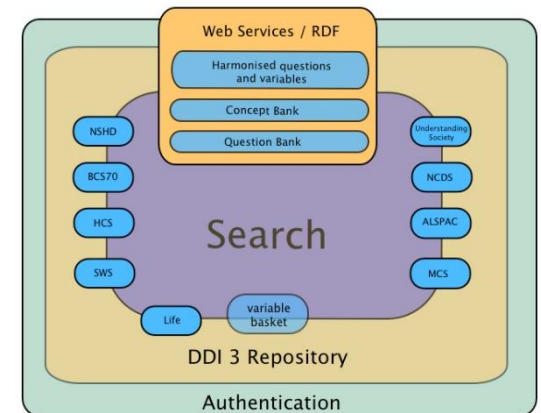 Web Services / RDF
Harmonised questions
and variables
Concept Bank
Question Bank
NSHD
BCS70
HCS
SWS
Life
Understanding
Society
NCDS
ALSPAC
MCS
Search
variable
basket
DDI 3 Repository
Authentication